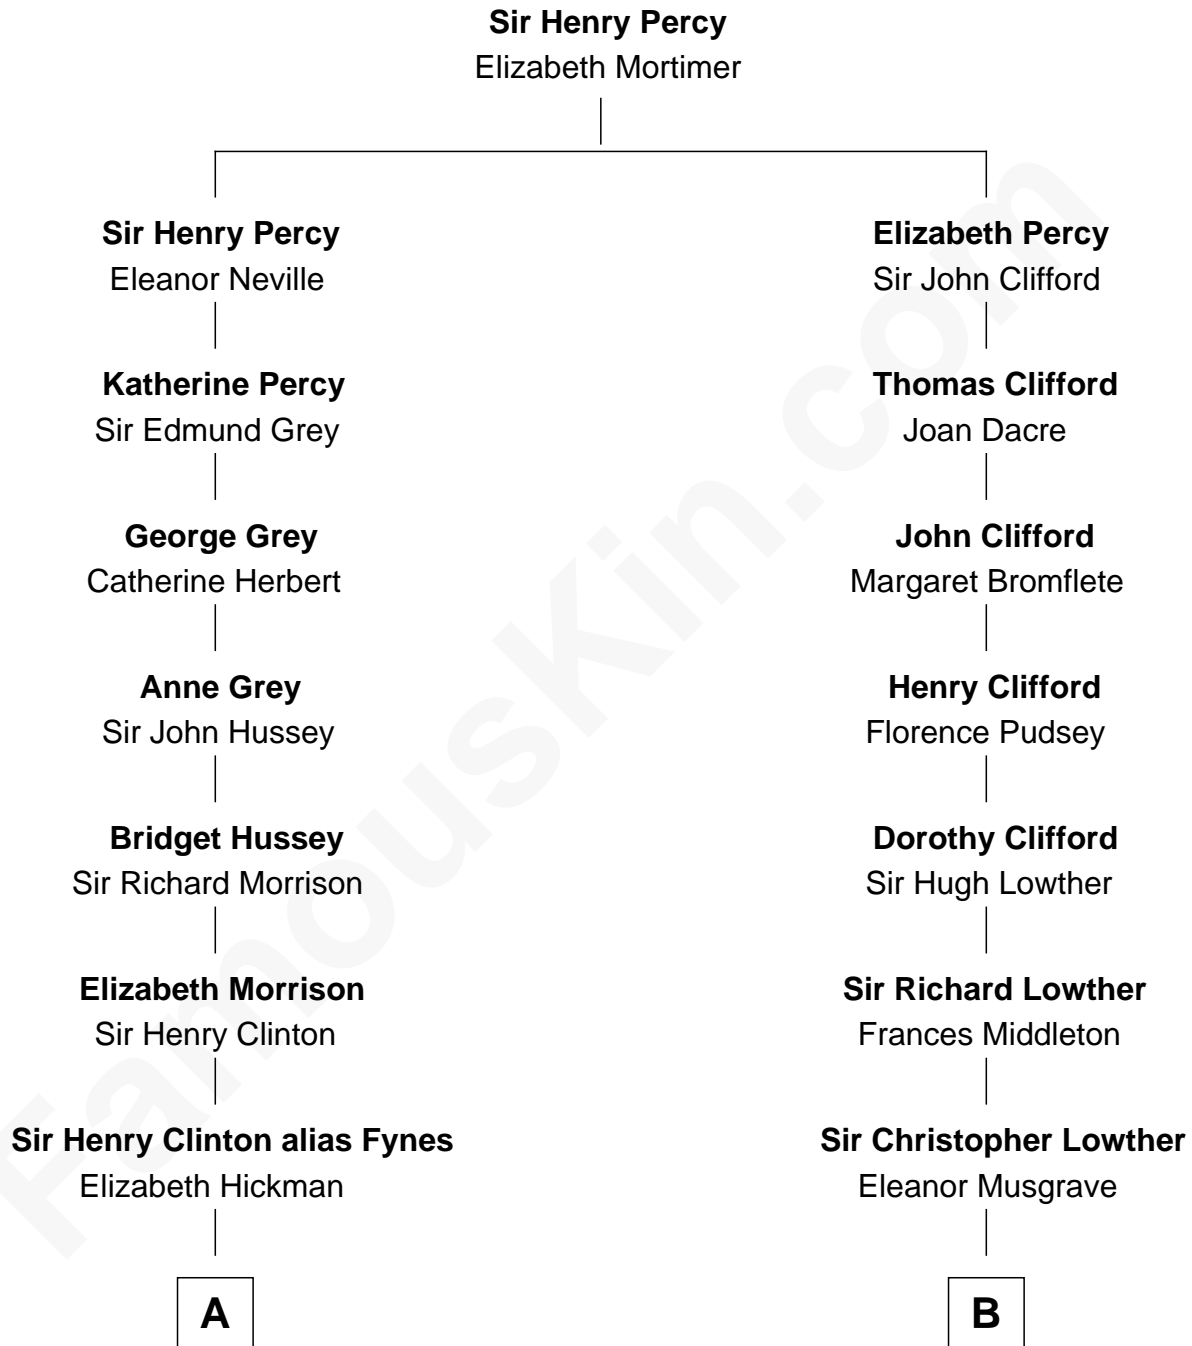 Sir Henry Percy
Elizabeth Mortimer
Sir Henry Percy
Eleanor Neville
Katherine Percy
Sir Edmund Grey
George Grey
Catherine Herbert
Anne Grey
Sir John Hussey
Bridget Hussey
Sir Richard Morrison
Elizabeth Morrison
Sir Henry Clinton
Sir Henry Clinton alias Fynes
Elizabeth Hickman
A
Elizabeth Percy
Sir John Clifford
Thomas Clifford
Joan Dacre
John Clifford
Margaret Bromflete
Henry Clifford
Florence Pudsey
Dorothy Clifford
Sir Hugh Lowther
Sir Richard Lowther
Frances Middleton
Sir Christopher Lowther
Eleanor Musgrave
B
FamousKin.com